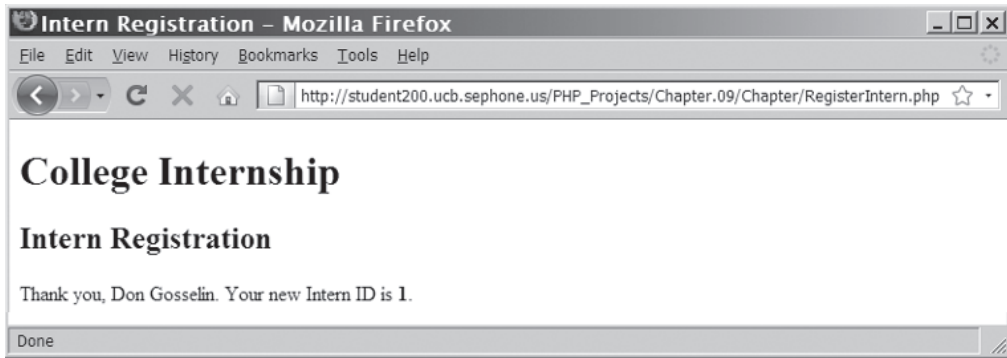 Intern Registration – Mozilla Firefox
File Edit View History Bookmarks Tools Help
http://student200.ucb.sephone.us/PHP_Projects/Chapter.09/Chapter/RegisterIntern.php
College Internship
Intern Registration
Thank you, Don Gosselin. Your new Intern ID is 1.
Done